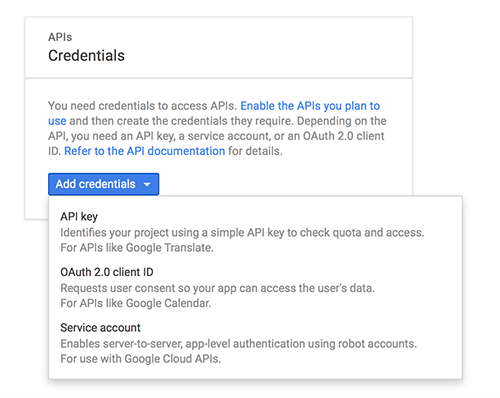 APIs
Credentials
You need credentials to access APIs. Enable the APIs you plan to
use and then create the credentials they require. Depending on the
API, you need an API key, a service account, or an OAuth 2.0 client
ID. Refer to the API documentation for details.
Add credentials
API key
Identifies your project using a simple API key to check quota and access.
For APIs like Google Translate.
OAuth 2.0 client ID
Requests user consent so your app can access the user's data.
For APIs like Google Calendar.
Service account
Enables server-to-server, app-level authentication using robot accounts.
For use with Google Cloud APIs.